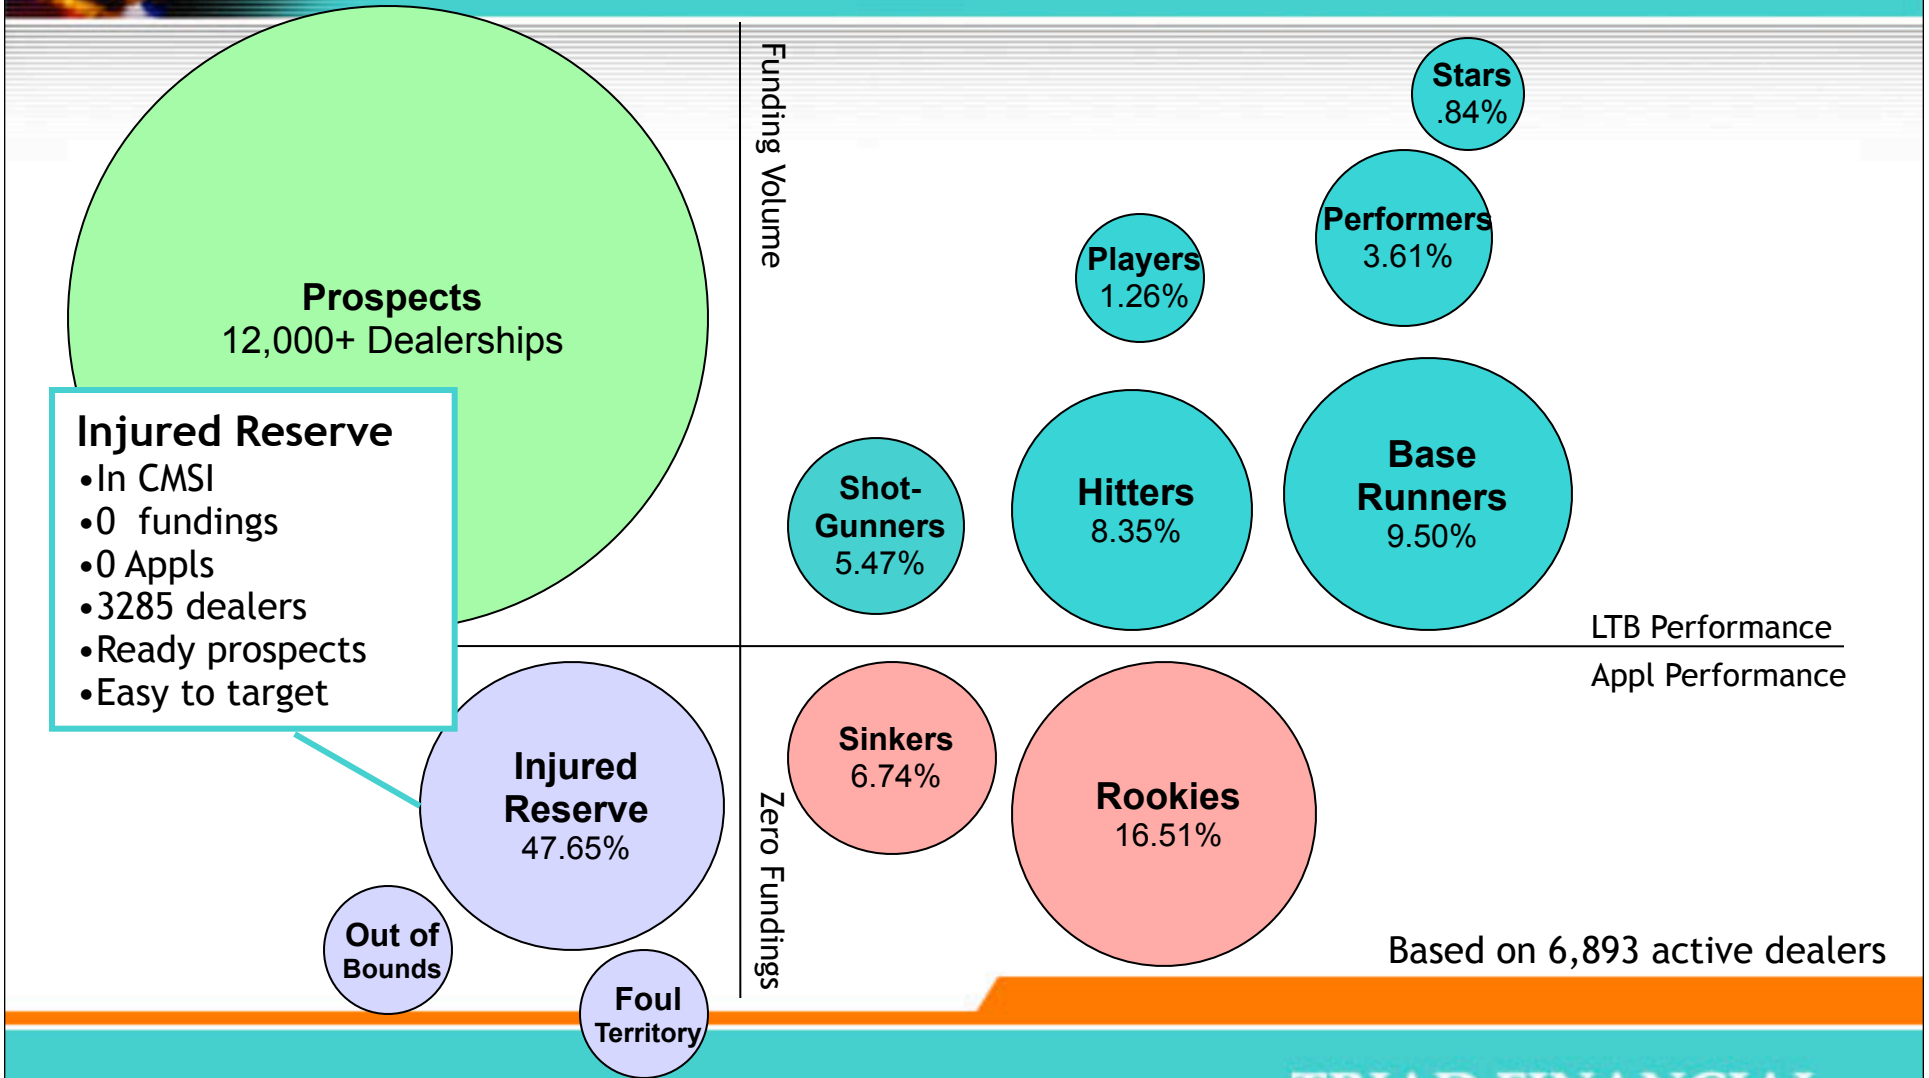 Prospects
12,000+ Dealerships
Injured Reserve
•In CMSI
•0 fundings
•0 Appls
•3285 dealers
•Ready prospects
•Easy to target
Funding Volume
Stars
.84%
Performers
3.61%
Players
1.26%
Shot-
Gunners
5.47%
Hitters
8.35%
Base
Runners
9.50%
LTB Performance
Appl Performance
Injured
Reserve
47.65%
Out of
Bounds
Foul
Territory
Zero Fundings
Sinkers
6.74%
Rookies
16.51%
Based on 6,893 active dealers
TRIAD FINANCIAL